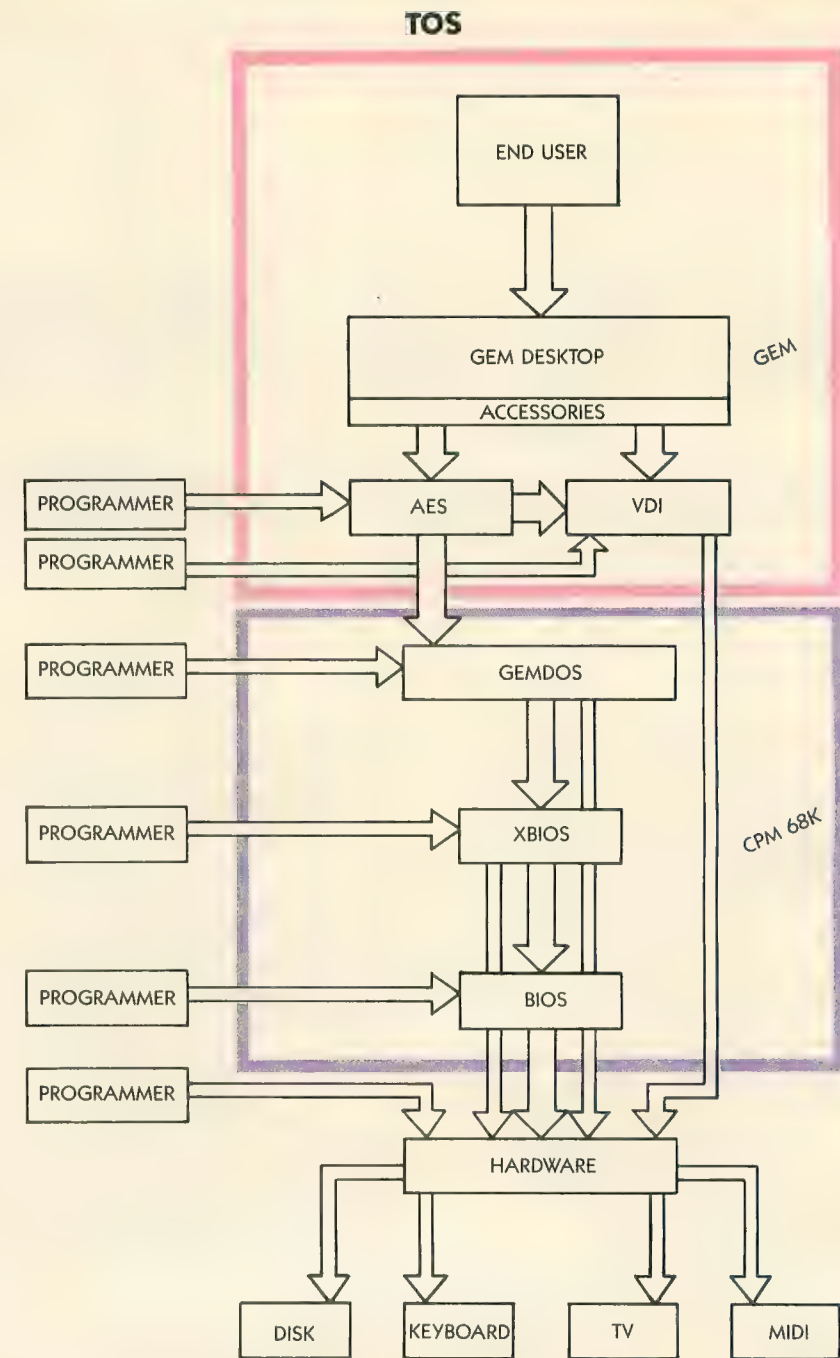 TOS
END USER
GEM DESKTOP
GEM
ACCESSORIES
PROGRAMMER
AES
VDI
PROGRAMMER
PROGRAMMER
GEMDOS
PROGRAMMER
XBIOS
CPM 68K
PROGRAMMER
BIOS
PROGRAMMER
HARDWARE
DISK
KEYBOARD
TV
MIDI